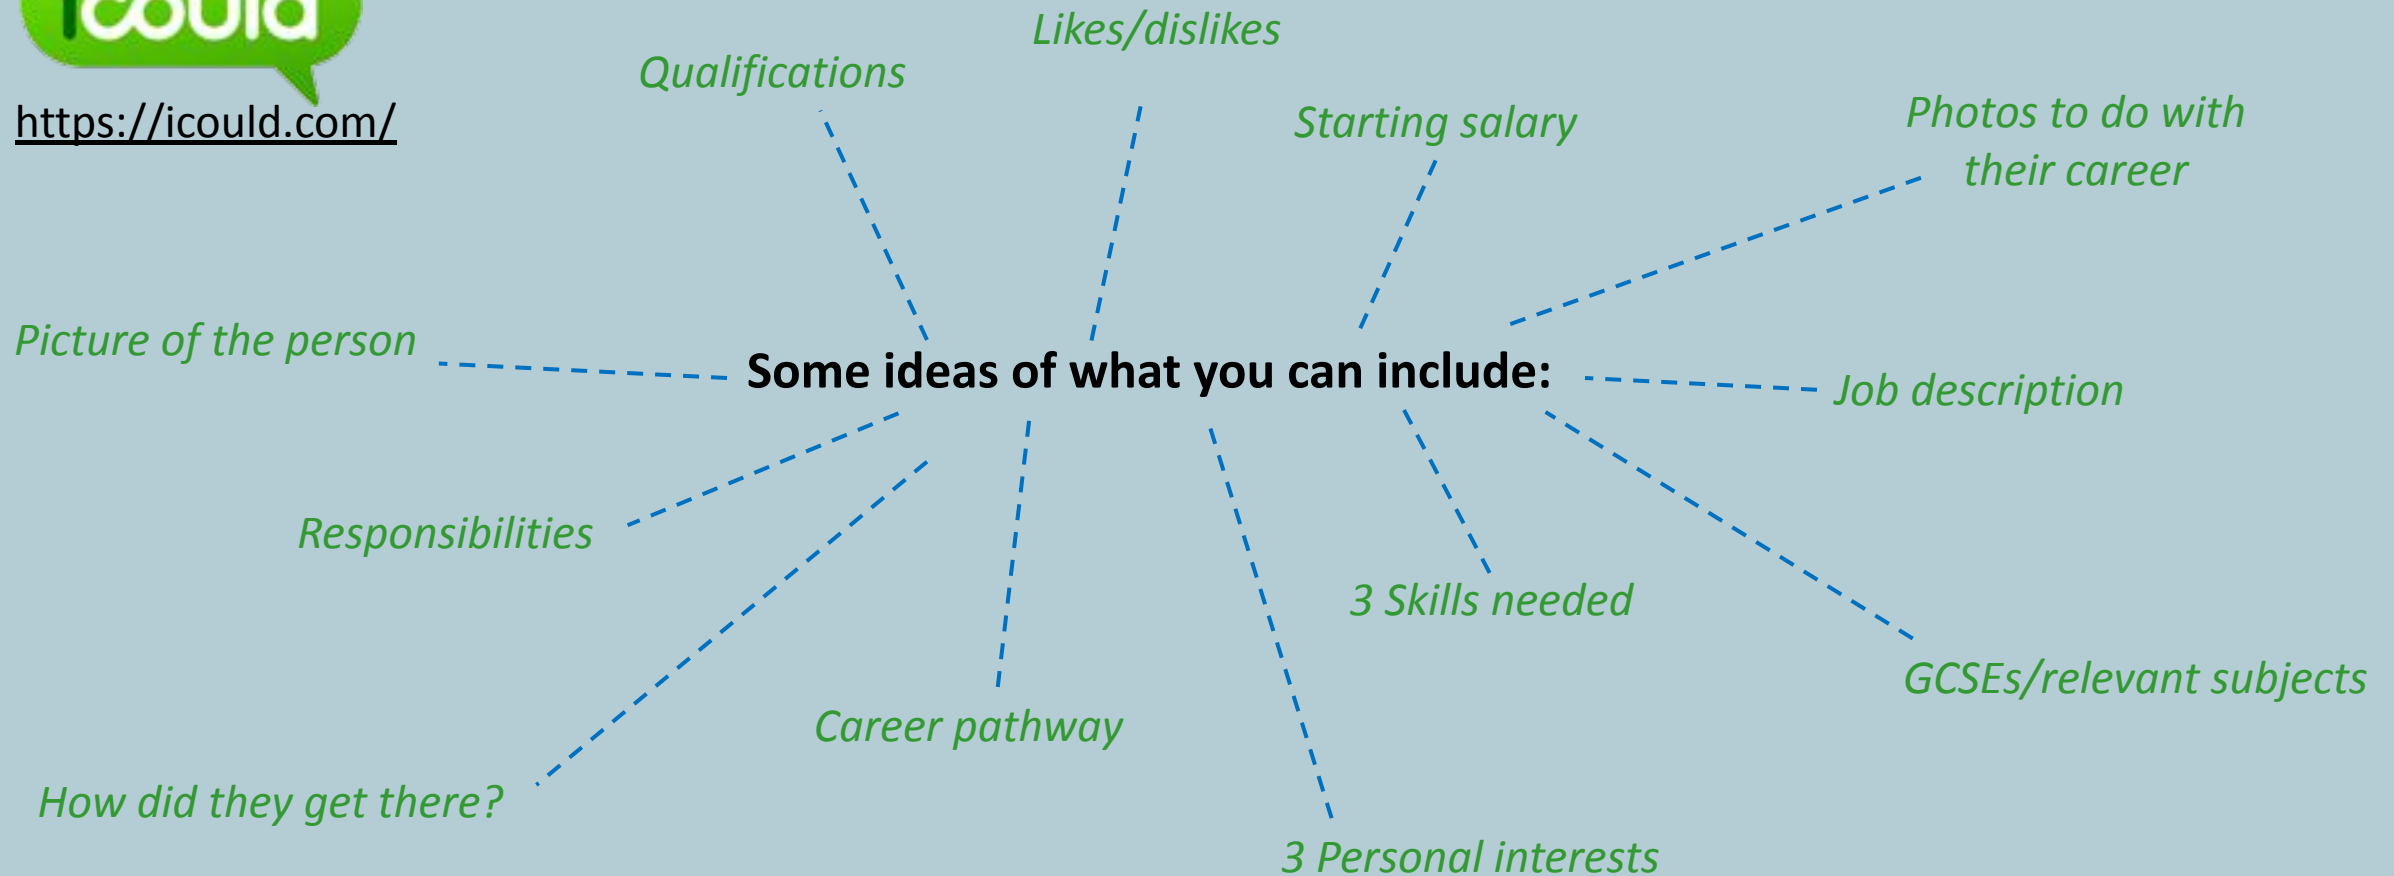 icould
https://icould.com/
Likes/dislikes
Qualifications
Starting salary
Photos to do with
their career
Picture of the person
Some ideas of what you can include:
Job description
Responsibilities
3 Skills needed
GCSEs/relevant subjects
Career pathway
How did they get there?
3 Personal interests